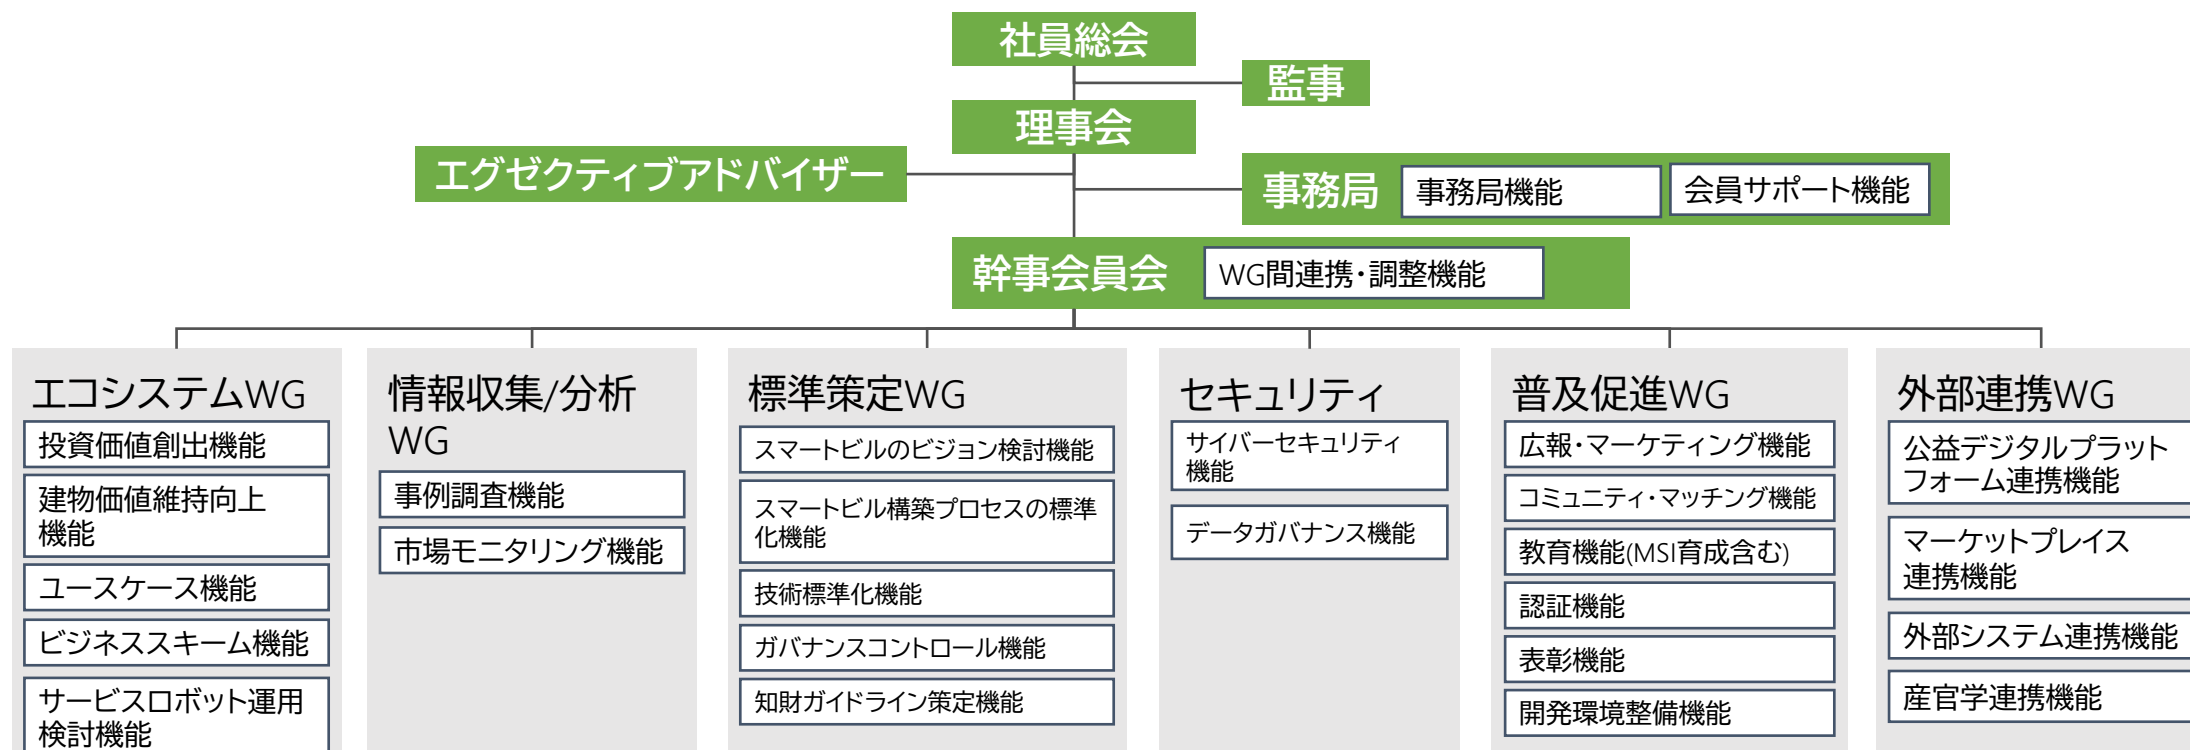 社員総会
監事
理事会
エグゼクティブアドバイザー
事務局
事務局機能
会員サポート機能
幹事会員会
WG間連携・調整機能
エコシステムWG
投資価値創出機能
建物価値維持向上
機能
ユースケース機能
ビジネススキーム機能
サービスロボット運用
検討機能
情報収集/分析
WG
事例調査機能
市場モニタリング機能
標準策定WG
スマートビルのビジョン検討機能
スマートビル構築プロセスの標準
化機能
技術標準化機能
ガバナンスコントロール機能
知財ガイドライン策定機能
セキュリティ
サイバーセキュリティ
機能
データガバナンス機能
普及促進WG
広報・マーケティング機能
コミュニティ・マッチング機能
教育機能(MSI育成含む)
認証機能
表彰機能
開発環境整備機能
外部連携WG
公益デジタルプラット
フォーム連携機能
マーケットプレイス
連携機能
外部システム連携機能
産官学連携機能